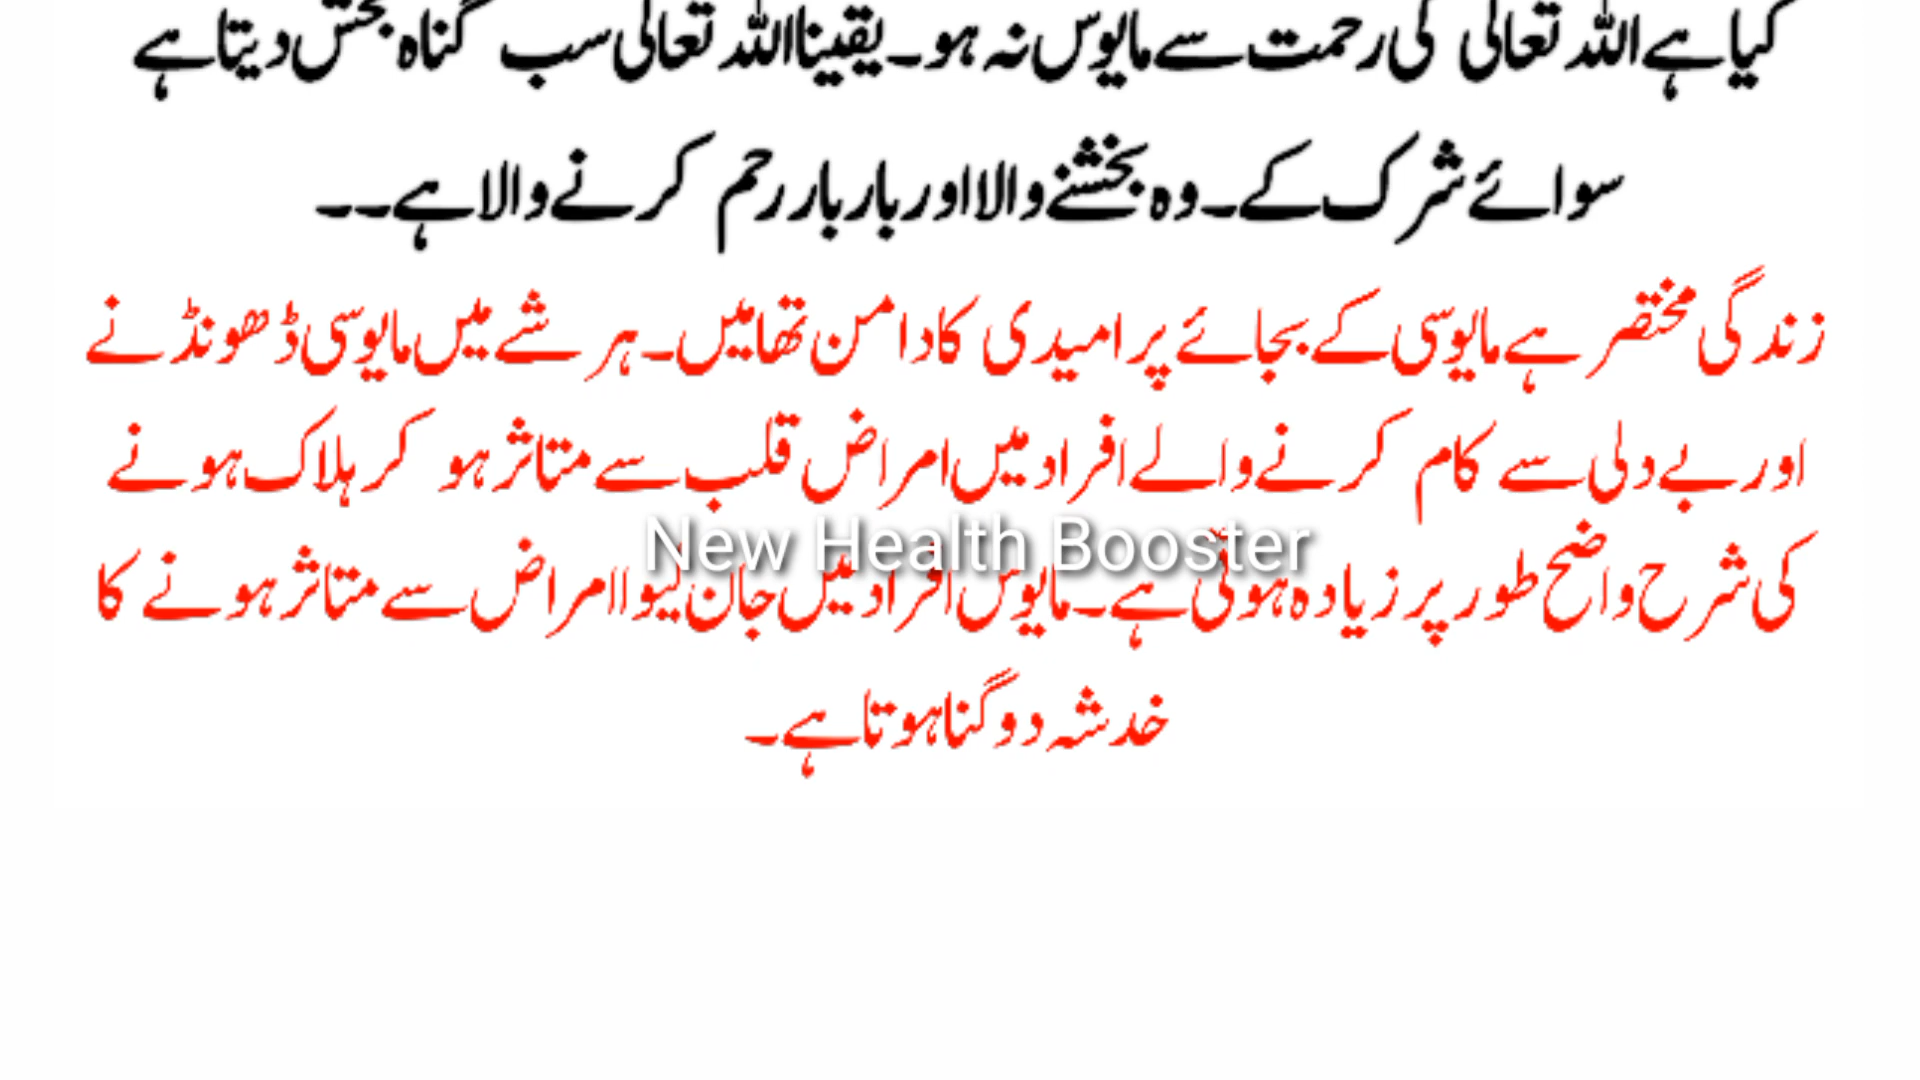 کیا ہے اللہ تعالی کی رحمت سے مایوس نہ ہو۔ یقینا اللہ تعالی سب گناہ بخش دیتا ہے
سوائے شرک کے۔ وہ بخشنے والا اور بار بار رحم کرنے والا ہے۔۔
زندگی مختصر ہے مایوسی کے بجائے پر امیدی کا دامن تھامیں۔ ہر شے میں مایوسی ڈھونڈنے
اور بے دلی سے کام کرنے والے افراد میں امراض قلب سے متاثر ہو کر ہلاک ہونے
New Health Booster
کی شرح واضح طور پر زیادہ ہوتی ہے۔ مایوس افراد میں جان لیوا امراض سے متاثر ہونے کا
خدشہ دوگنا ہوتا ہے۔